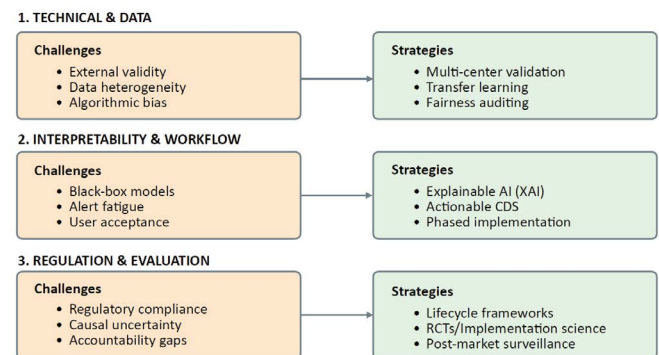 1. TECHNICAL & DATA
Challenges
• External validity
• Data heterogeneity
• Algorithmic bias
Strategies
• Multi-center validation
• Transfer learning
• Fairness auditing
2. INTERPRETABILITY & WORKFLOW
Challenges
• Black-box models
• Alert fatigue
• User acceptance
Strategies
• Explainable AI (XAI)
• Actionable CDS
• Phased implementation
3. REGULATION & EVALUATION
Challenges
• Regulatory compliance
• Causal uncertainty
• Accountability gaps
Strategies
• Lifecycle frameworks
• RCTs/Implementation science
• Post-market surveillance